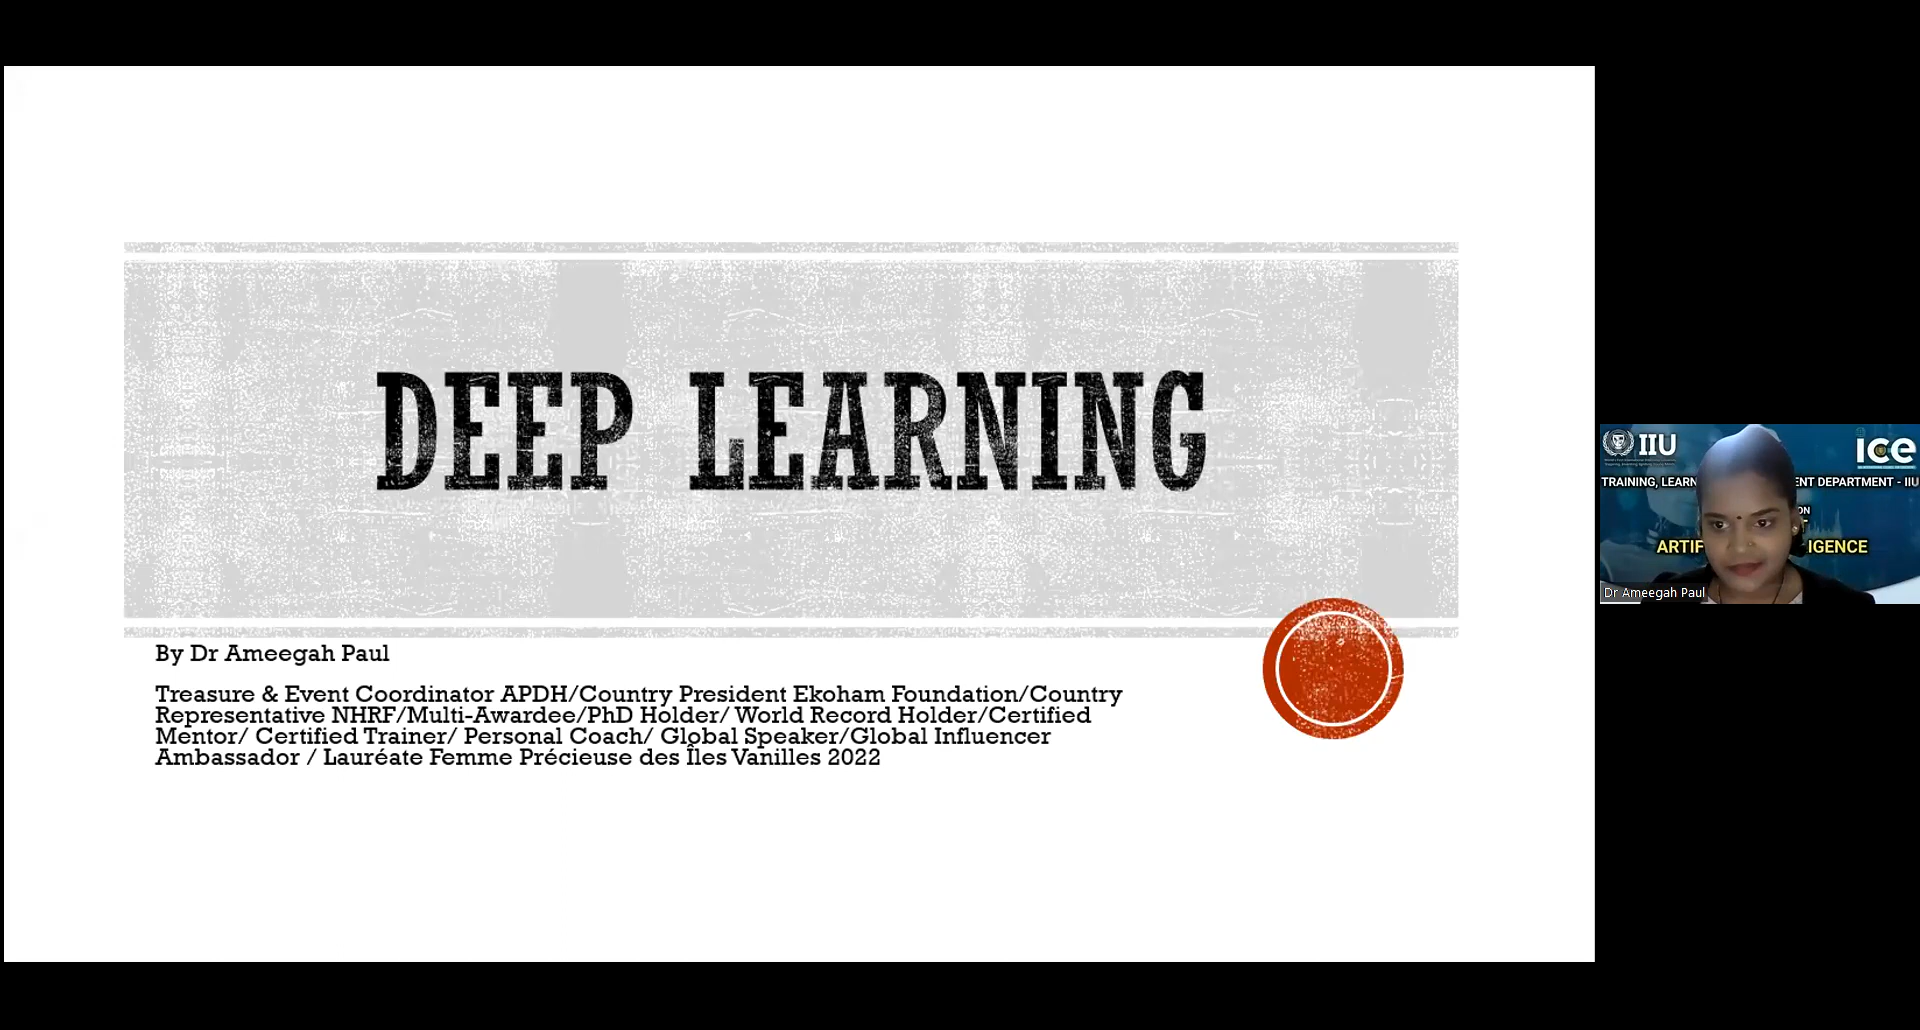 DEEP LEARNING
By Dr Ameegah Paul
Treasure & Event Coordinator APDH/Country President Ekoham Foundation/Country
Representative NHRF/Multi-Awardee/PhD Holder/ World Record Holder/Certified
Mentor/ Certified Trainer/ Personal Coach/ Global Speaker/Global Influencer
Ambassador / Lauréate Femme Précieuse des Îles Vanilles 2022
IIU
ice
TRAINING, LEARN ENT DEPARTMENT - IIU
ON
ARTIF IGENCE
Dr Ameegah Paul